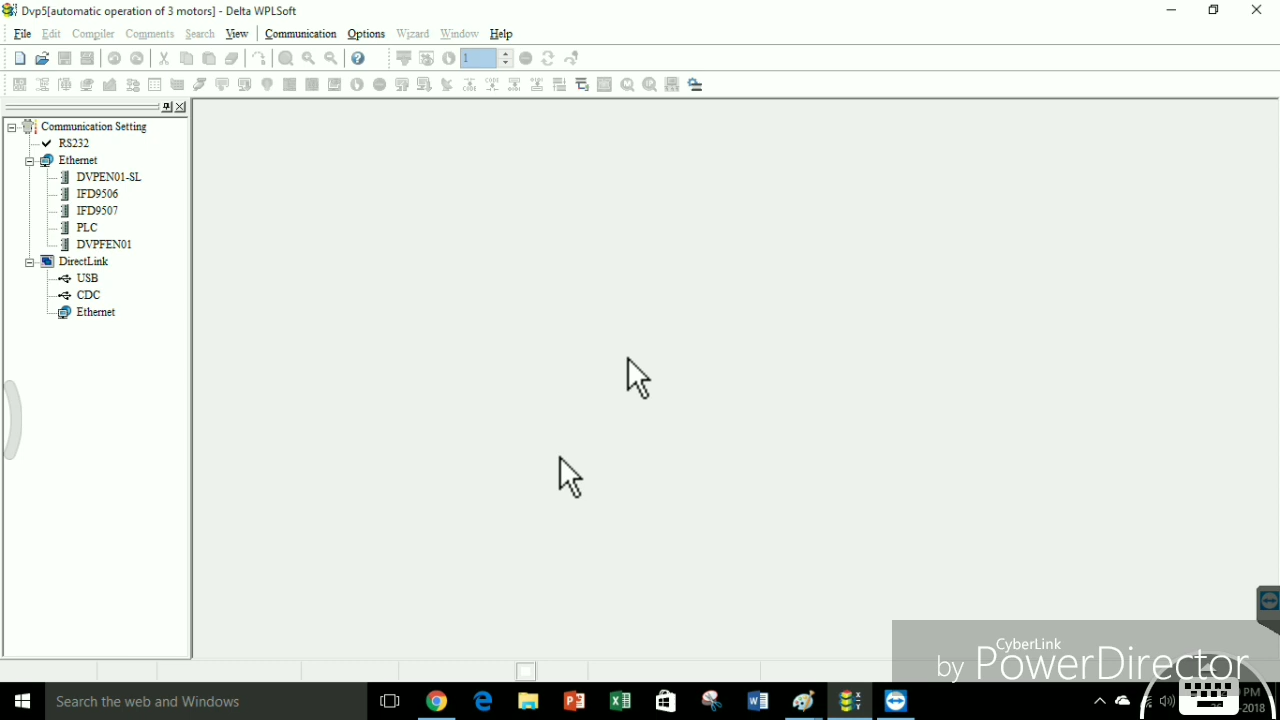 Dvp5[automatic operation of 3 motors] - Delta WPLSoft
File Edit Compiler Comments Search View Communication Options Wizard Window Help
1
Communication Setting
RS232
Ethernet
DVPEN01-SL
IFD9506
IFD9507
PLC
DVPFEN01
DirectLink
USB
CDC
Ethernet
CyberLink
by PowerDirector
Search the web and Windows
PM
-2018